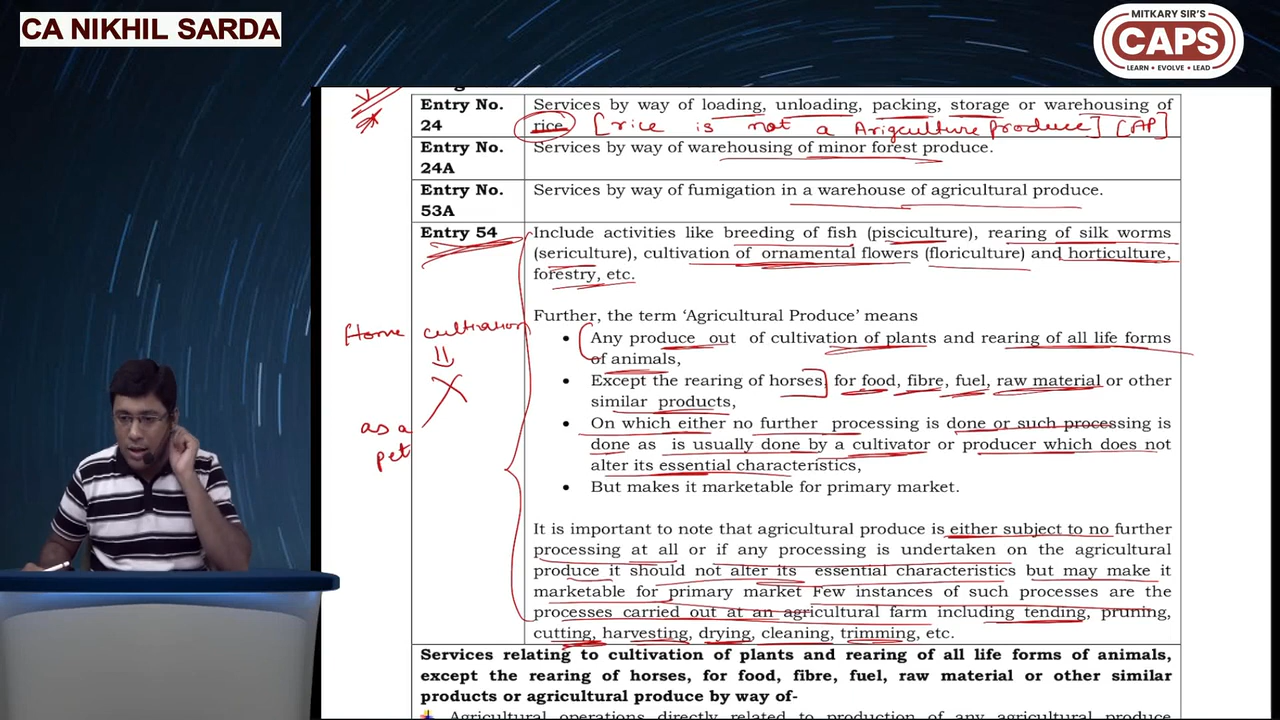 CA NIKHIL SARDA
MITKARY SIR'S
CAPS
LEARN • EVOLVE • LEAD
Entry No. 24
Services by way of loading, unloading, packing, storage or warehousing of
rice. [rice is not a Arigculture Produce] [AP]
Entry No. 24A
Services by way of warehousing of minor forest produce.
Entry No. 53A
Services by way of fumigation in a warehouse of agricultural produce.
Entry 54
Include activities like breeding of fish (pisciculture), rearing of silk worms
(sericulture), cultivation of ornamental flowers (floriculture) and horticulture,
forestry, etc.
Further, the term ‘Agricultural Produce’ means
• Any produce out of cultivation of plants and rearing of all life forms
of animals,
• Except the rearing of horses, for food, fibre, fuel, raw material or other
similar products,
• On which either no further processing is done or such processing is
done as is usually done by a cultivator or producer which does not
alter its essential characteristics,
• But makes it marketable for primary market.
Home cultivation
as a
pet
It is important to note that agricultural produce is either subject to no further
processing at all or if any processing is undertaken on the agricultural
produce it should not alter its essential characteristics but may make it
marketable for primary market Few instances of such processes are the
processes carried out at an agricultural farm including tending, pruning,
cutting, harvesting, drying, cleaning, trimming, etc.
Services relating to cultivation of plants and rearing of all life forms of animals,
except the rearing of horses, for food, fibre, fuel, raw material or other similar
products or agricultural produce by way of-
Agricultural operations directly related to production of any agricultural produce